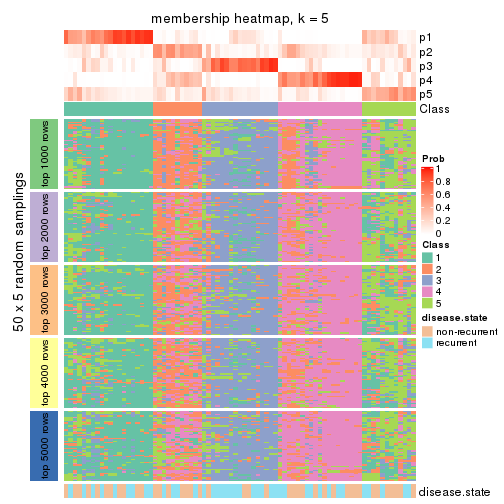 membership heatmap, k = 5
p1
p2
p3
p4
p5
Class
50 x 5 random samplings
top 1000 rows
top 2000 rows
top 3000 rows
top 4000 rows
top 5000 rows
Prob
1
0.8
0.6
0.4
0.2
0
Class
1
2
3
4
5
disease.state
non-recurrent
recurrent
disease.state